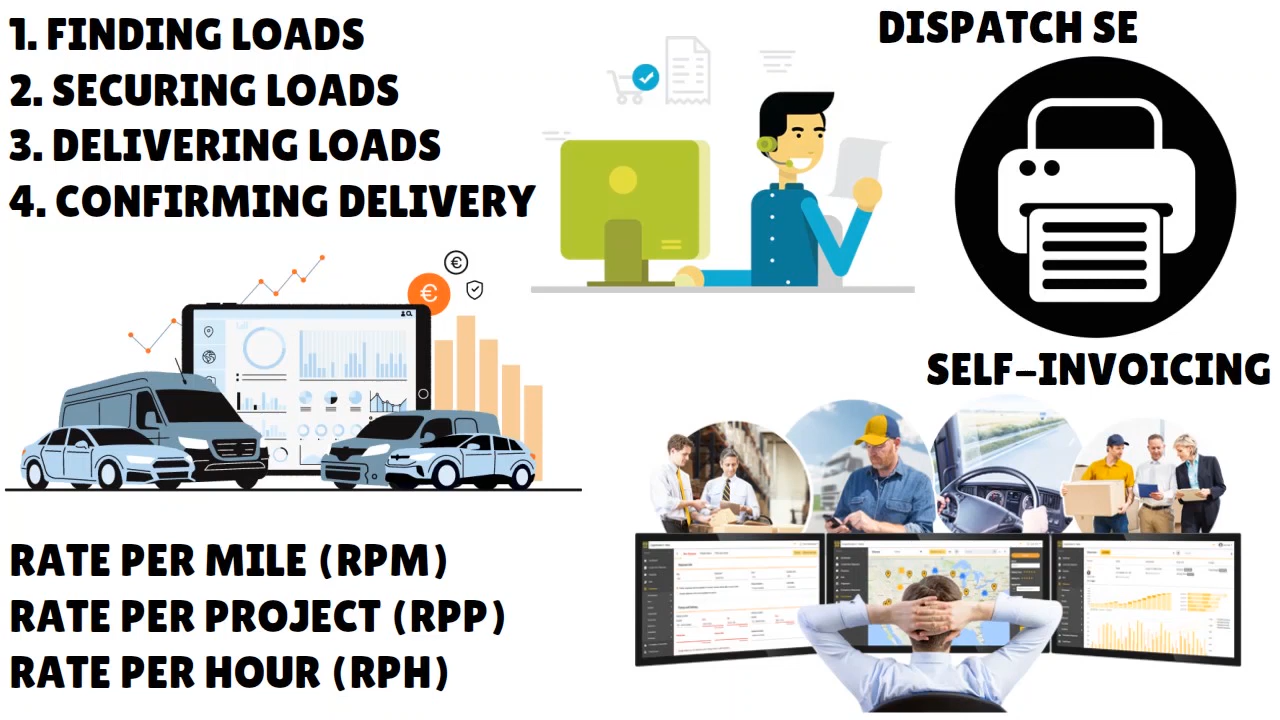 1. FINDING LOADS
2. SECURING LOADS
3. DELIVERING LOADS
4. CONFIRMING DELIVERY
DISPATCH SE
SELF-INVOICING
RATE PER MILE (RPM)
RATE PER PROJECT (RPP)
RATE PER HOUR (RPH)